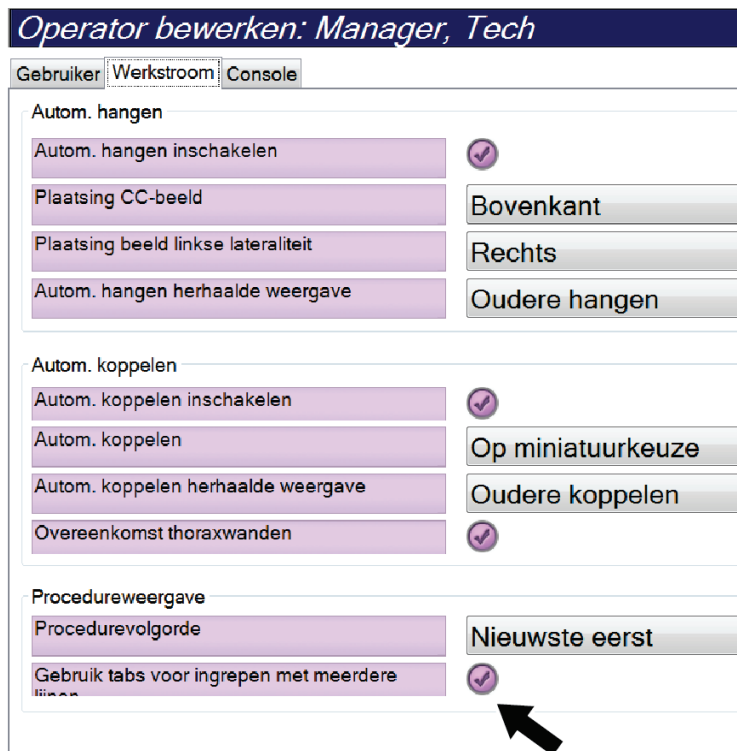 Operator bewerken: Manager, Tech
Gebruiker Werkstroom Console
Autom. hangen
Autom. hangen inschakelen
Plaatsing CC-beeld Bovenkant
Plaatsing beeld linkse lateraliteit Rechts
Autom. hangen herhaalde weergave Oudere hangen
Autom. koppelen
Autom. koppelen inschakelen
Autom. koppelen Op miniatuurkeuze
Autom. koppelen herhaalde weergave Oudere koppelen
Overeenkomst thoraxwanden
Procedureweergave
Procedurevolgorde Nieuwste eerst
Gebruik tabs voor ingrepen met meerdere